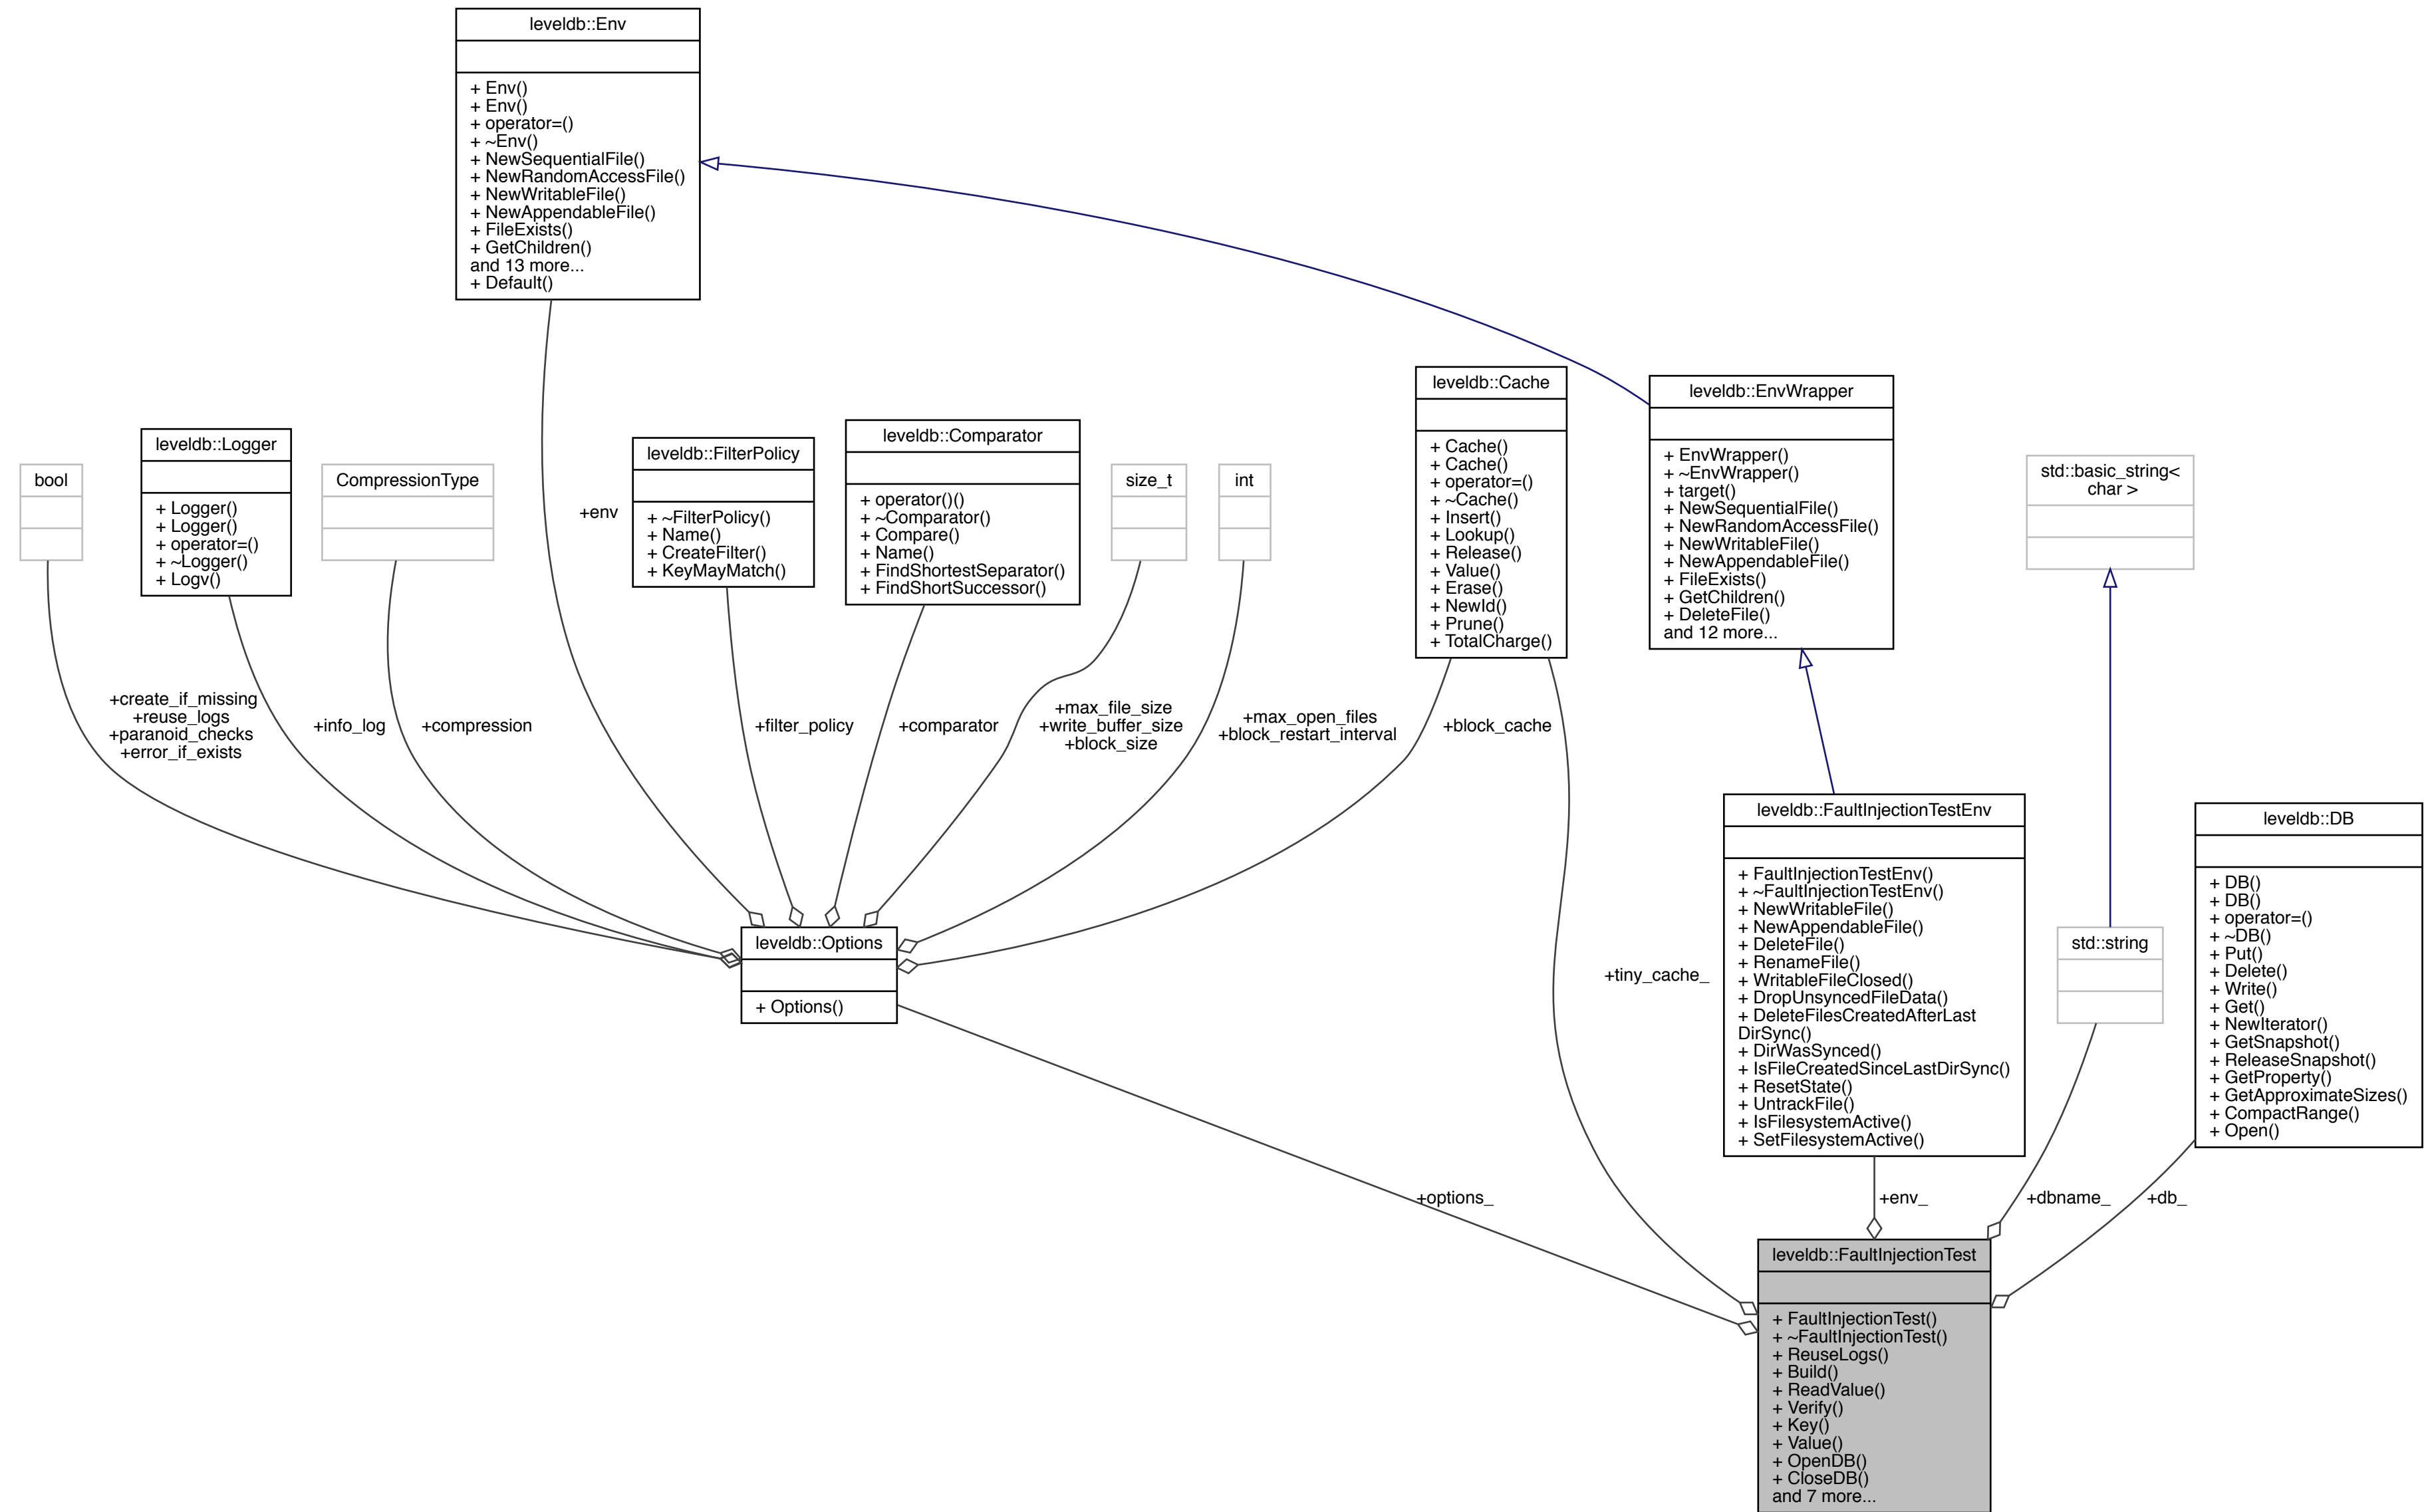 leveldb::Env
+ Env()
+ Env()
+ operator=()
+ ~Env()
+ NewSequentialFile()
+ NewRandomAccessFile()
+ NewWritableFile()
+ NewAppendableFile()
+ FileExists()
+ GetChildren()
and 13 more...
+ Default()
bool
leveldb::Logger
+ Logger()
+ Logger()
+ operator=()
+ ~Logger()
+ Logv()
CompressionType
+env
leveldb::FilterPolicy
+ ~FilterPolicy()
+ Name()
+ CreateFilter()
+ KeyMayMatch()
leveldb::Comparator
+ operator()()
+ ~Comparator()
+ Compare()
+ Name()
+ FindShortestSeparator()
+ FindShortSuccessor()
size_t
int
leveldb::Cache
+ Cache()
+ Cache()
+ operator=()
+ ~Cache()
+ Insert()
+ Lookup()
+ Release()
+ Value()
+ Erase()
+ NewId()
+ Prune()
+ TotalCharge()
leveldb::EnvWrapper
+ EnvWrapper()
+ ~EnvWrapper()
+ target()
+ NewSequentialFile()
+ NewRandomAccessFile()
+ NewWritableFile()
+ NewAppendableFile()
+ FileExists()
+ GetChildren()
+ DeleteFile()
and 12 more...
std::basic_string<
char >
+create_if_missing
+reuse_logs
+paranoid_checks
+error_if_exists
+info_log
+compression
+filter_policy
+comparator
+max_file_size
+write_buffer_size
+block_size
+max_open_files
+block_restart_interval
+block_cache
leveldb::Options
+ Options()
+tiny_cache_
leveldb::FaultInjectionTestEnv
+ FaultInjectionTestEnv()
+ ~FaultInjectionTestEnv()
+ NewWritableFile()
+ NewAppendableFile()
+ DeleteFile()
+ RenameFile()
+ WritableFileClosed()
+ DropUnsyncedFileData()
+ DeleteFilesCreatedAfterLast
DirSync()
+ DirWasSynced()
+ IsFileCreatedSinceLastDirSync()
+ ResetState()
+ UntrackFile()
+ IsFilesystemActive()
+ SetFilesystemActive()
std::string
leveldb::DB
+ DB()
+ DB()
+ operator=()
+ ~DB()
+ Put()
+ Delete()
+ Write()
+ Get()
+ NewIterator()
+ GetSnapshot()
+ ReleaseSnapshot()
+ GetProperty()
+ GetApproximateSizes()
+ CompactRange()
+ Open()
+options_
+env_
+dbname_
+db_
leveldb::FaultInjectionTest
+ FaultInjectionTest()
+ ~FaultInjectionTest()
+ ReuseLogs()
+ Build()
+ ReadValue()
+ Verify()
+ Key()
+ Value()
+ OpenDB()
+ CloseDB()
and 7 more...